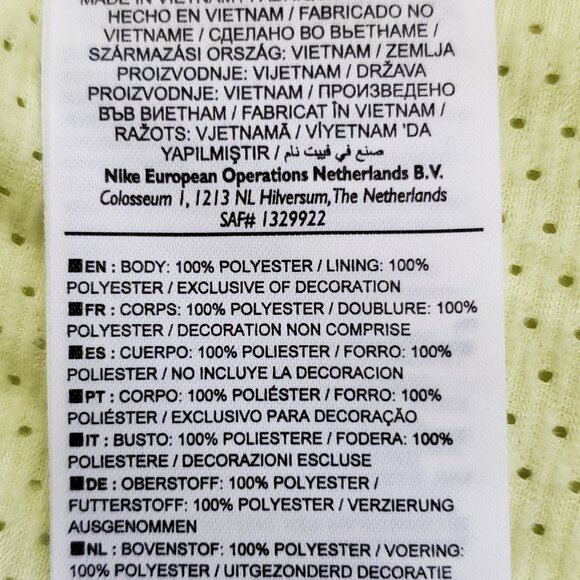 MADE IN VIETNAM /
HECHO EN VIETNAM / FABRICADO NO
VIETNAME / СДЕЛАНО ВО ВЬЕТНАМЕ /
SZÁRMAZÁSI ORSZÁG: VIETNAM / ZEMLJA
PROIZVODNJE: VIJETNAM / DRŽAVA
PROIZVODNJE: VIETNAM / ПРОИЗВЕДЕНО
ВЪВ ВИЕТНАМ / FABRICAT ÎN VIETNAM /
RAŽOTS: VJETNAMĀ / VİYETNAM 'DA
YAPILMIŞTIR / صنع في فييت نام
Nike European Operations Netherlands B.V.
Colosseum 1, 1213 NL Hilversum, The Netherlands
SAF# 1329922
EN : BODY: 100% POLYESTER / LINING: 100%
POLYESTER / EXCLUSIVE OF DECORATION
FR : CORPS: 100% POLYESTER / DOUBLURE: 100%
POLYESTER / DECORATION NON COMPRISE
ES : CUERPO: 100% POLIESTER / FORRO: 100%
POLIESTER / NO INCLUYE LA DECORACION
PT : CORPO: 100% POLIÉSTER / FORRO: 100%
POLIÉSTER / EXCLUSIVO PARA DECORAÇÃO
IT : BUSTO: 100% POLIESTERE / FODERA: 100%
POLIESTERE / DECORAZIONI ESCLUSE
DE : OBERSTOFF: 100% POLYESTER /
FUTTERSTOFF: 100% POLYESTER / VERZIERUNG
AUSGENOMMEN
NL : BOVENSTOF: 100% POLYESTER / VOERING:
100% POLYESTER / UITGEZONDERD DECORATIE